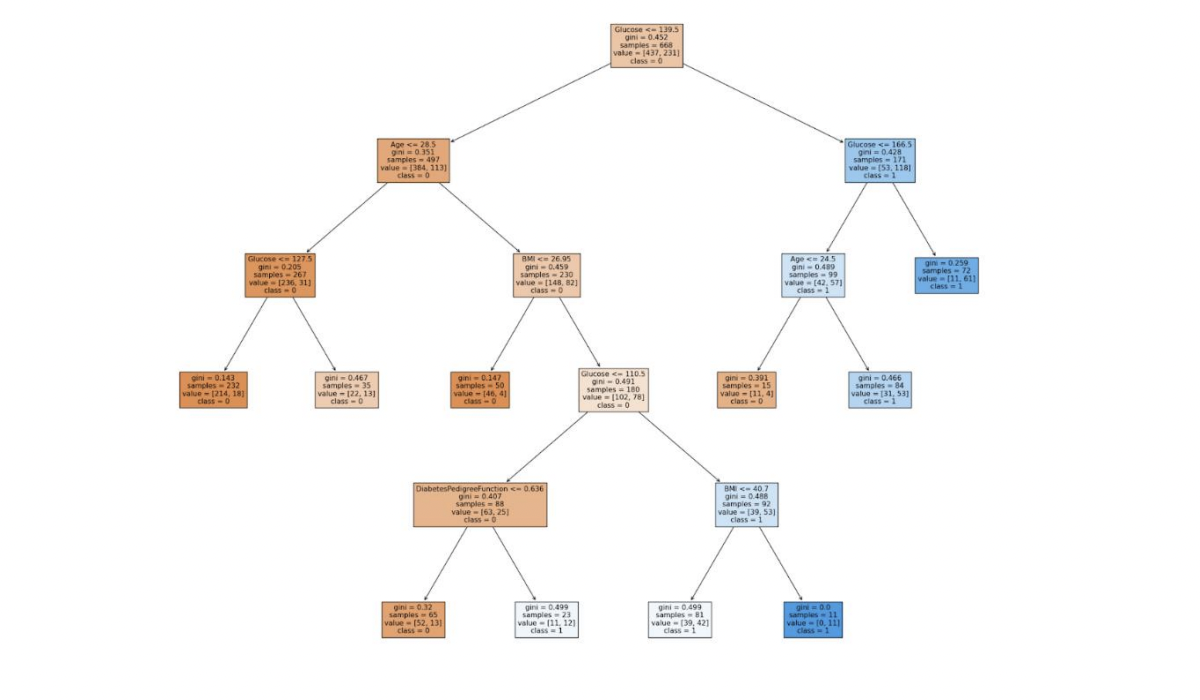 Glucose <= 139.5
gini = 0.452
samples = 668
value = [437, 231]
class = 0
Age <= 28.5
gini = 0.351
samples = 497
value = [384, 113]
class = 0
Glucose <= 166.5
gini = 0.428
samples = 171
value = [53, 118]
class = 1
Glucose <= 127.5
gini = 0.205
samples = 267
value = [236, 31]
class = 0
BMI <= 26.95
gini = 0.459
samples = 230
value = [148, 82]
class = 0
Age <= 24.5
gini = 0.489
samples = 99
value = [42, 57]
class = 1
gini = 0.259
samples = 72
value = [11, 61]
class = 1
gini = 0.143
samples = 232
value = [214, 18]
class = 0
gini = 0.467
samples = 35
value = [22, 13]
class = 0
gini = 0.147
samples = 50
value = [46, 4]
class = 0
Glucose <= 110.5
gini = 0.491
samples = 180
value = [102, 78]
class = 0
gini = 0.391
samples = 15
value = [11, 4]
class = 0
gini = 0.466
samples = 84
value = [31, 53]
class = 1
DiabetesPedigreeFunction <= 0.636
gini = 0.407
samples = 88
value = [63, 25]
class = 0
BMI <= 40.7
gini = 0.488
samples = 92
value = [39, 53]
class = 1
gini = 0.32
samples = 65
value = [52, 13]
class = 0
gini = 0.499
samples = 23
value = [11, 12]
class = 1
gini = 0.499
samples = 81
value = [39, 42]
class = 1
gini = 0.0
samples = 11
value = [0, 11]
class = 1